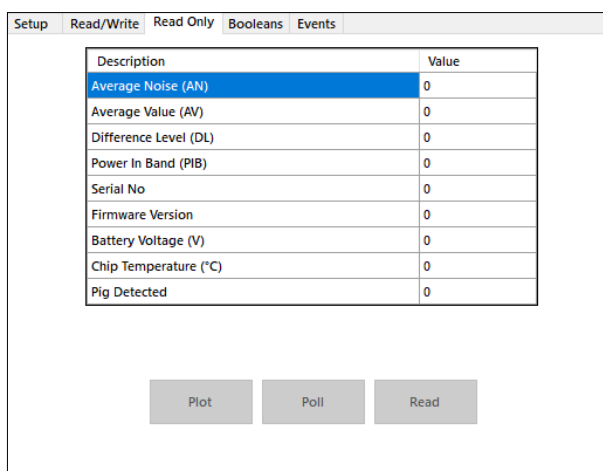 Setup Read/Write Read Only Booleans Events
Description Value
Average Noise (AN) 0
Average Value (AV) 0
Difference Level (DL) 0
Power In Band (PIB) 0
Serial No 0
Firmware Version 0
Battery Voltage (V) 0
Chip Temperature (°C) 0
Pig Detected 0
Plot Poll Read